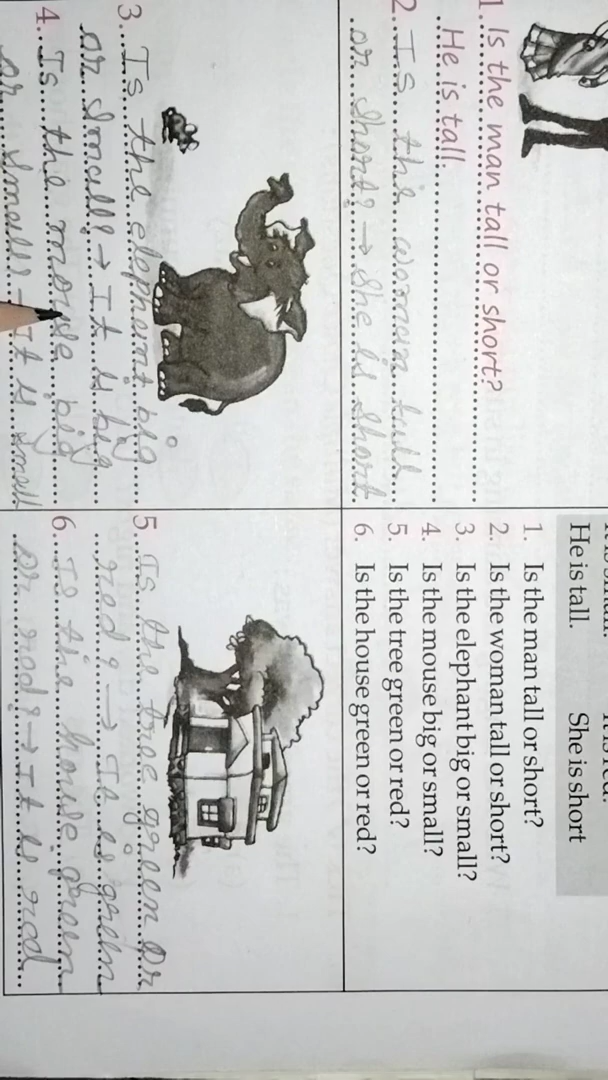 He is tall. She is short
1. Is the man tall or short?
2. Is the woman tall or short?
3. Is the elephant big or small?
4. Is the mouse big or small?
5. Is the tree green or red?
6. Is the house green or red?
1. Is the man tall or short?
He is tall.
2. Is the woman tall
or short? → She is short
3. Is the elephant big
or small? → It is big
4. Is the mouse big
or small? → It is small
5. Is the tree green or
red? → It is green
6. Is the house green
or red? → It is red